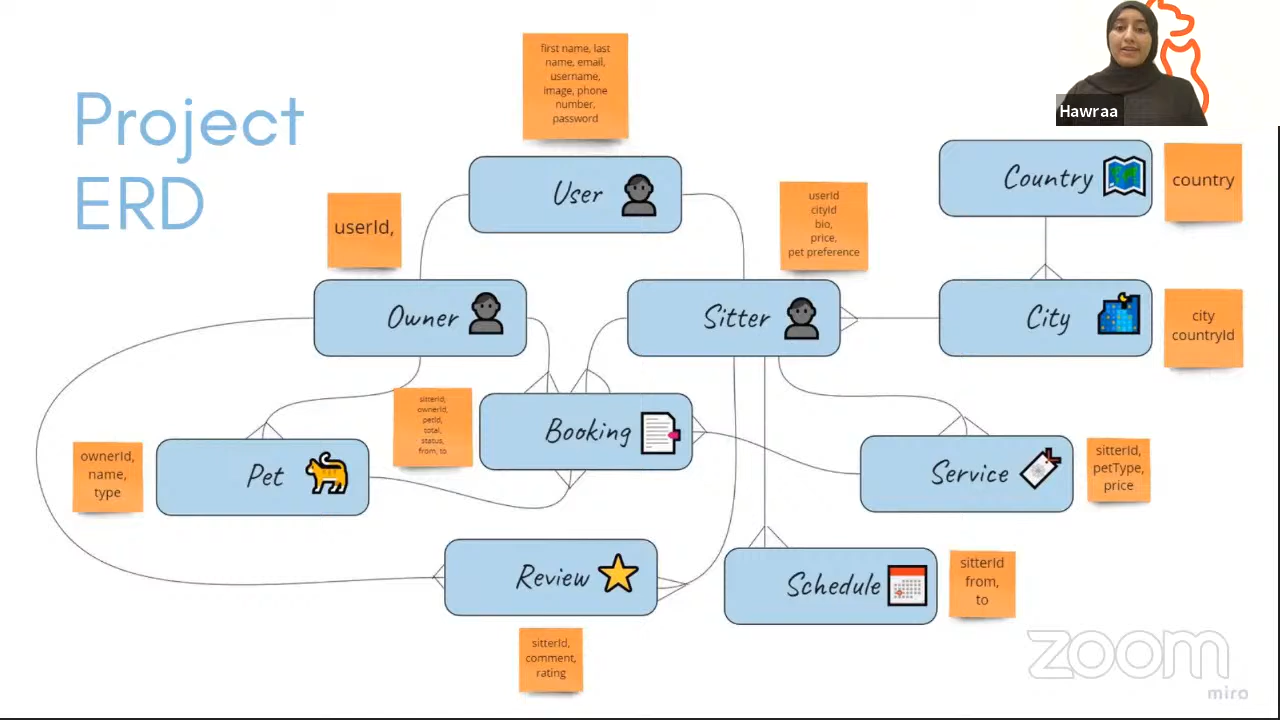 Project
ERD
first name, last
name, email,
username,
image, phone
number,
password
Hawraa
User
userId,
userId
cityId
bio,
price,
pet preference
Country
country
Owner
Sitter
City
city
countryId
sitterId,
ownerId,
petId,
total,
status,
from, to
Booking
ownerId,
name,
type
Pet
Service
sitterId,
petType,
price
Review
Schedule
sitterId
from,
to
sitterId,
comment,
rating
zoom
miro